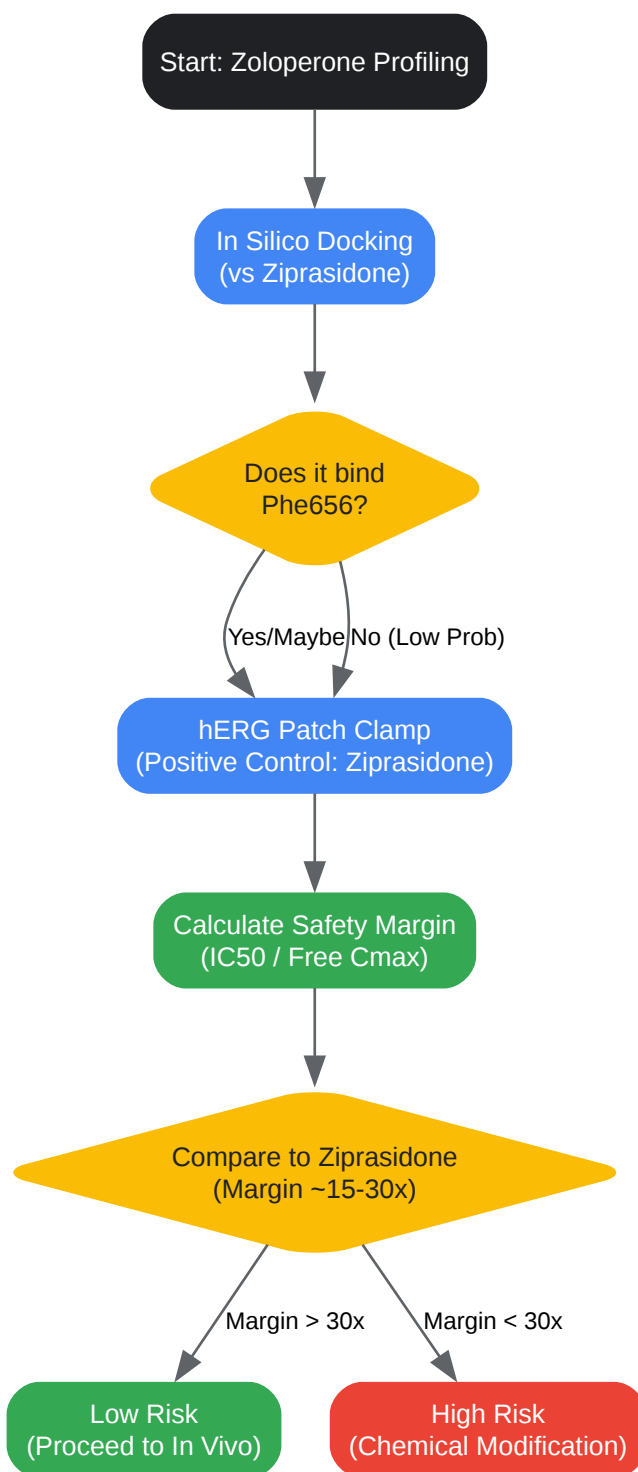 Start: Zoloperone Profiling
In Silico Docking
(vs Ziprasidone)
Does it bind
Phe656?
Yes/Maybe No (Low Prob)
hERG Patch Clamp
(Positive Control: Ziprasidone)
Calculate Safety Margin
(IC50 / Free Cmax)
Compare to Ziprasidone
(Margin ~15-30x)
Margin > 30x
Margin < 30x
Low Risk
(Proceed to In Vivo)
High Risk
(Chemical Modification)